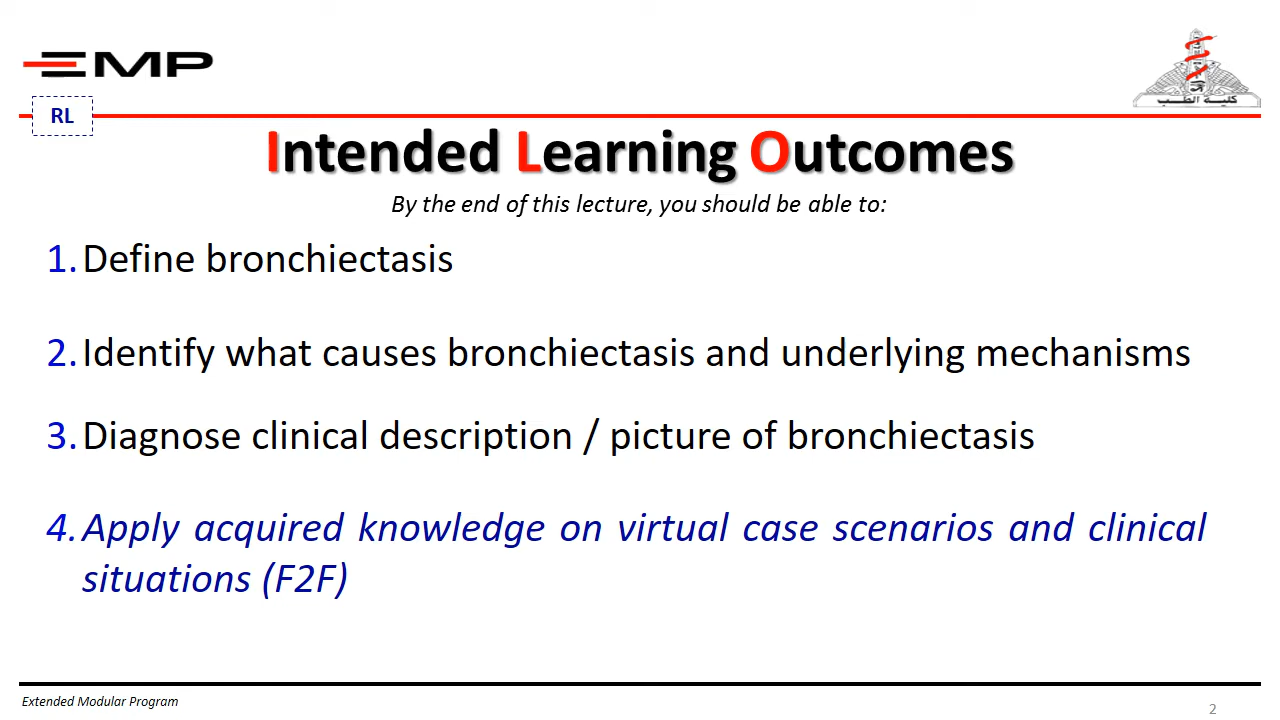 EMP
كلية الطب
RL
Intended Learning Outcomes
By the end of this lecture, you should be able to:
1. Define bronchiectasis
2. Identify what causes bronchiectasis and underlying mechanisms
3. Diagnose clinical description / picture of bronchiectasis
4. Apply acquired knowledge on virtual case scenarios and clinical
situations (F2F)
Extended Modular Program
2